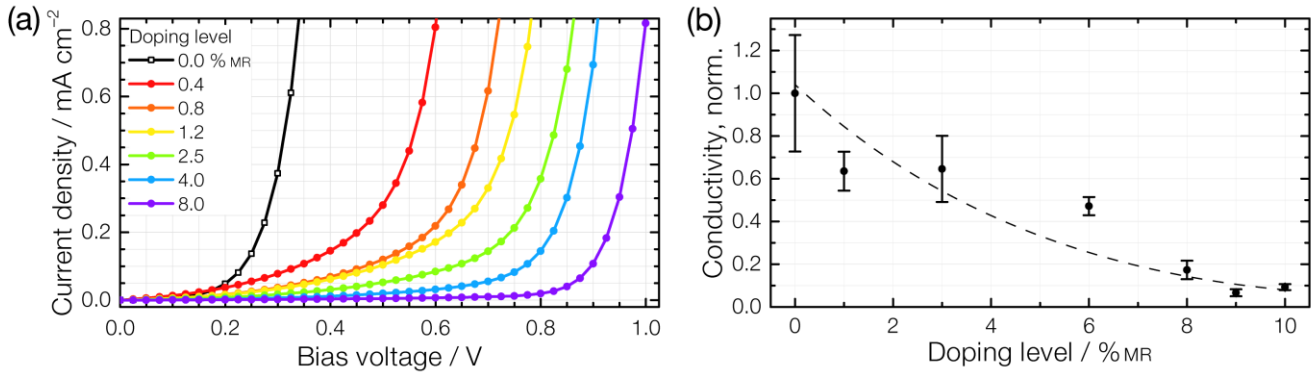 (a)
Current density / mA cm⁻²
0.8
0.6
0.4
0.2
0.0
Doping level
0.0 % MR
0.4
0.8
1.2
2.5
4.0
8.0
0.0 0.2 0.4 0.6 0.8 1.0
Bias voltage / V
(b)
Conductivity, norm.
1.2
1.0
0.8
0.6
0.4
0.2
0.0
0 2 4 6 8 10
Doping level / % MR